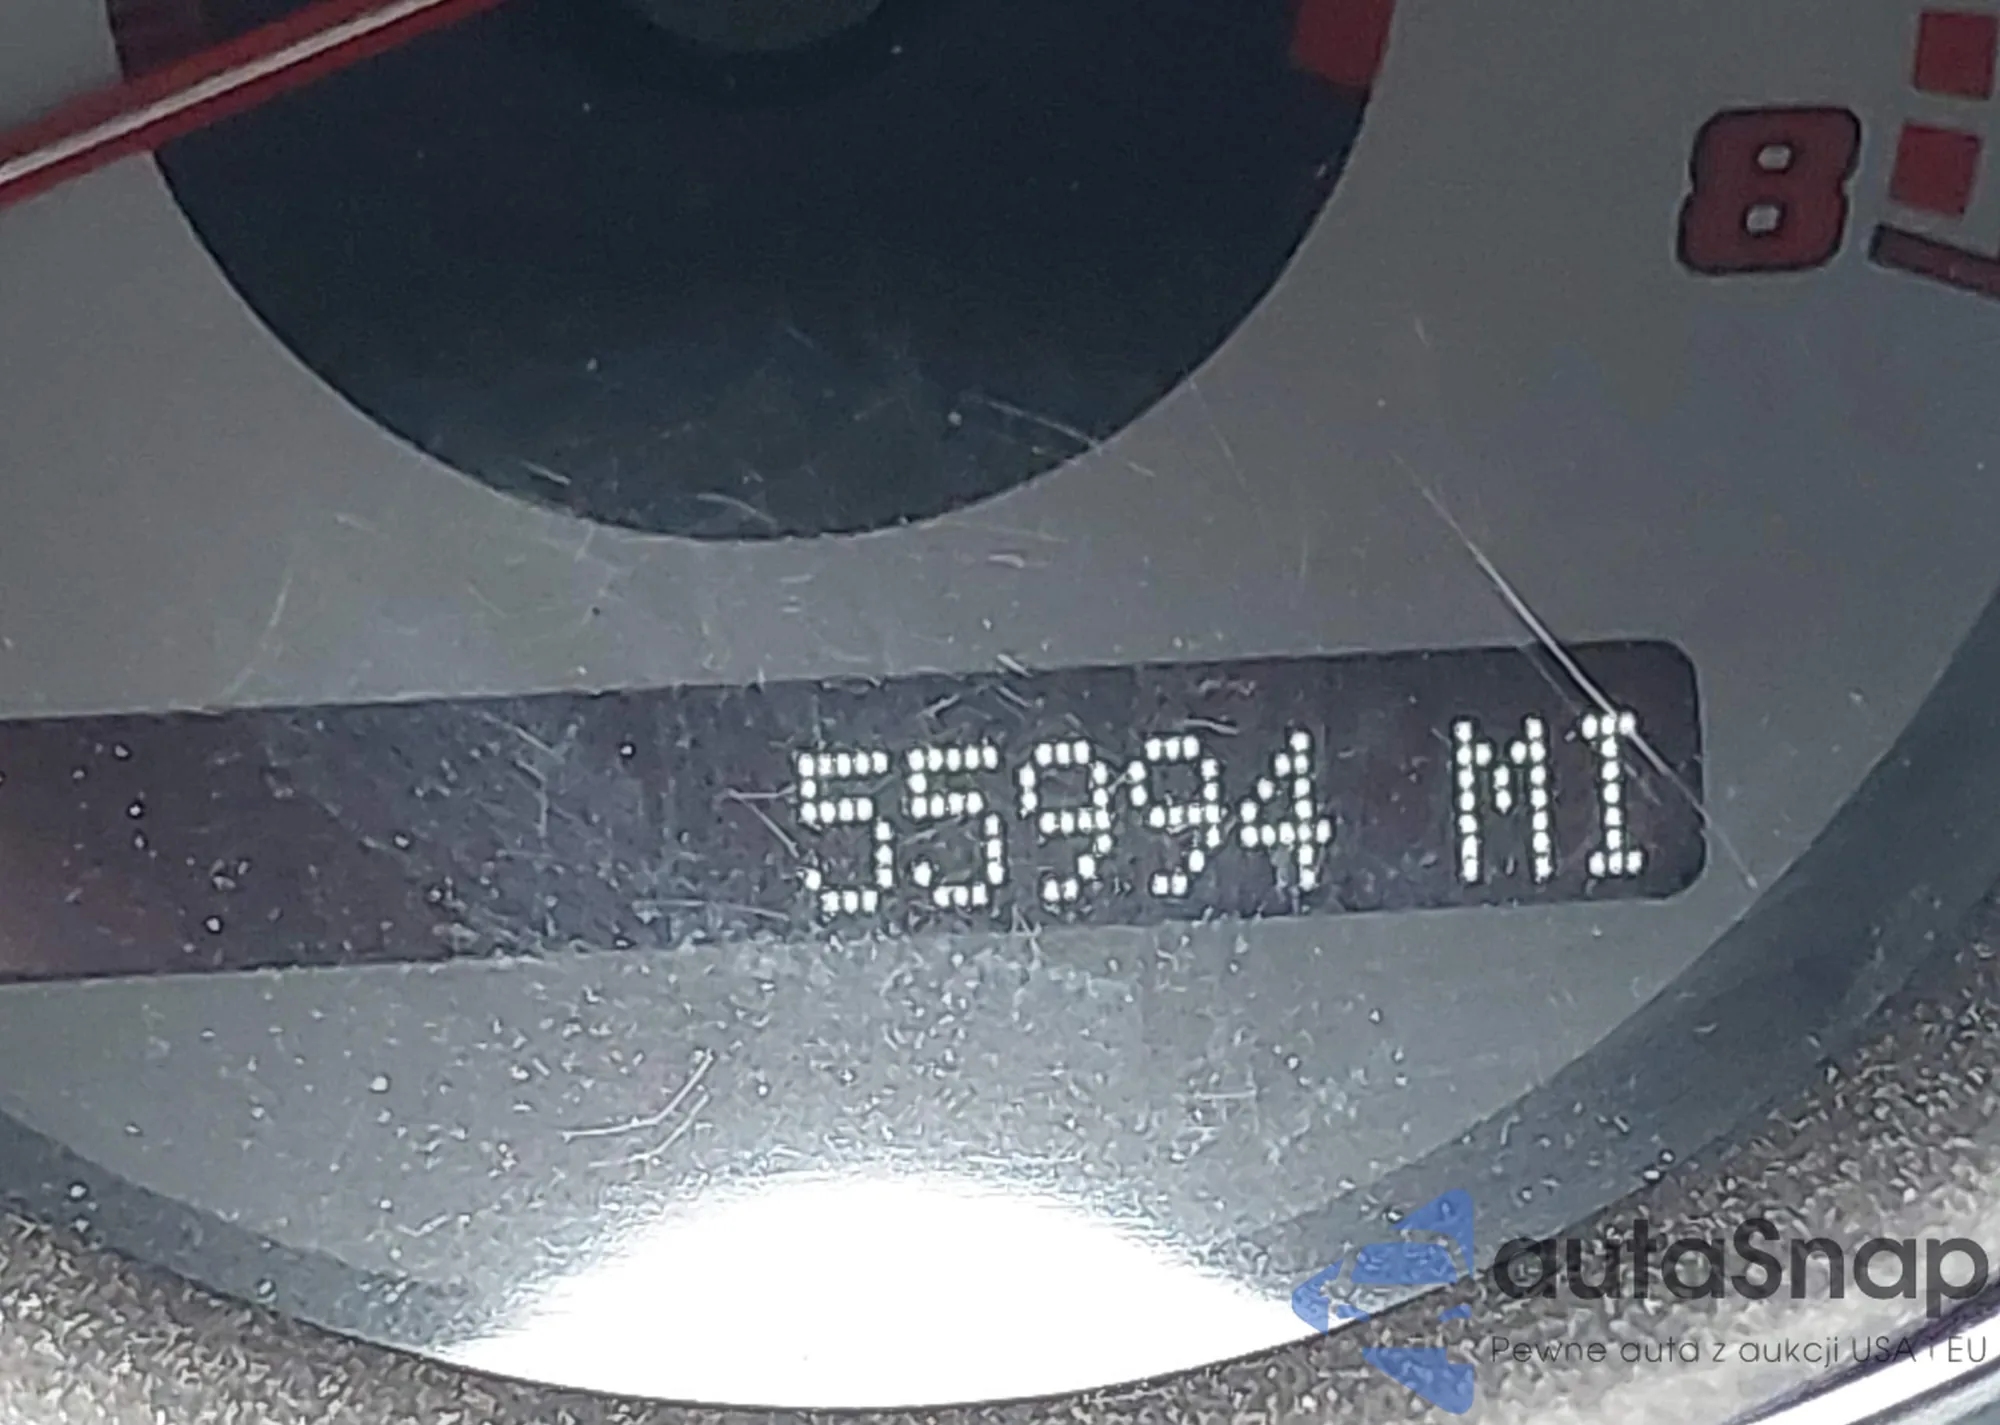 8
55994 MI
autaSnap
Pewne auta z aukcji USA i EU